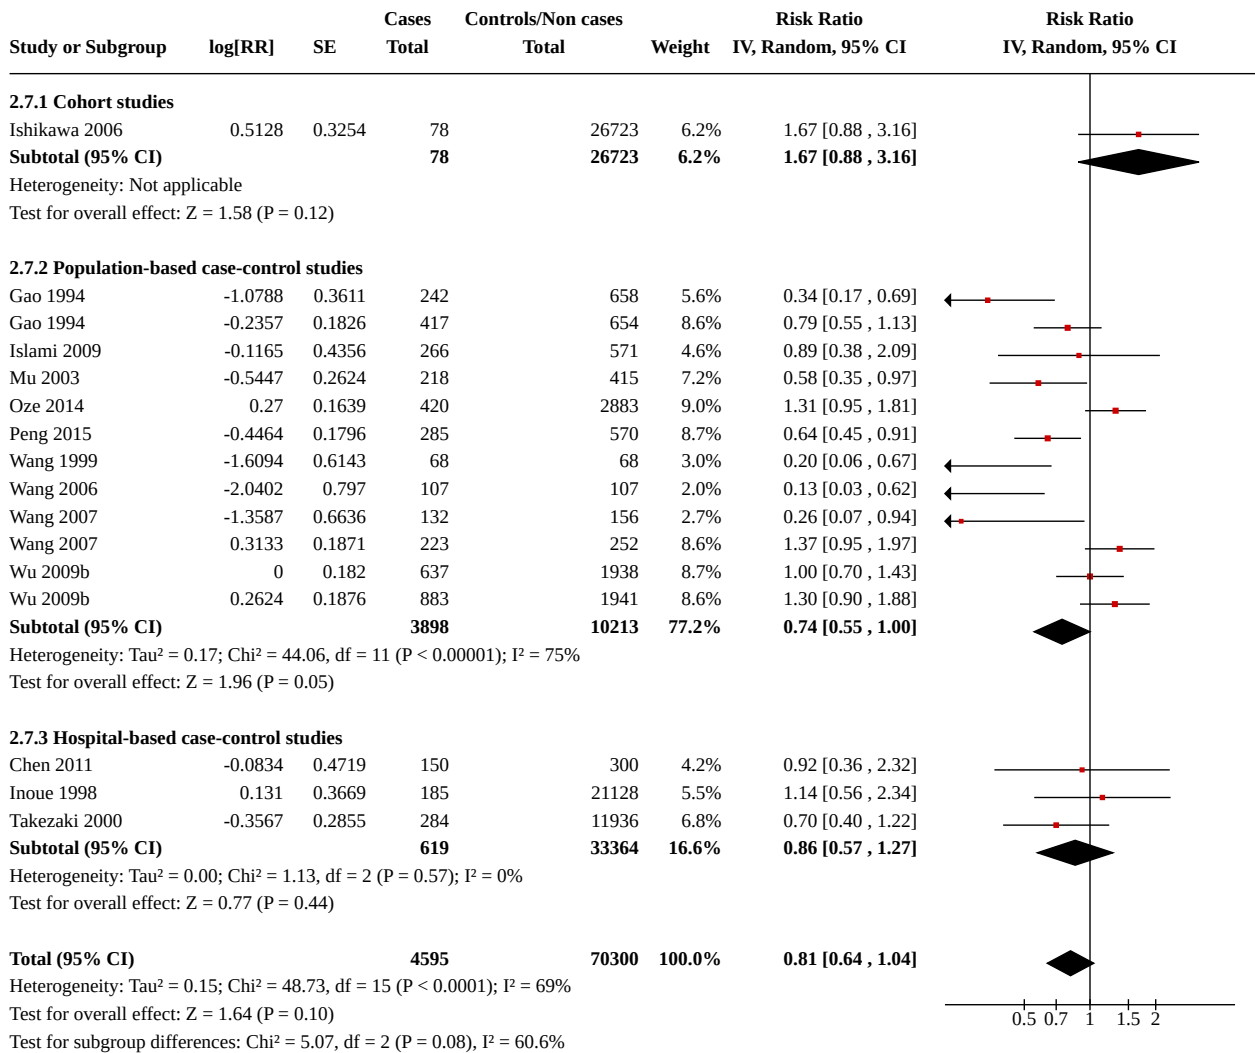 Cases Controls/Non cases Risk Ratio Risk Ratio
Study or Subgroup log[RR] SE Total Total Weight IV, Random, 95% CI IV, Random, 95% CI
2.7.1 Cohort studies
Ishikawa 2006 0.5128 0.3254 78 26723 6.2% 1.67 [0.88 , 3.16]
Subtotal (95% CI) 78 26723 6.2% 1.67 [0.88 , 3.16]
Heterogeneity: Not applicable
Test for overall effect: Z = 1.58 (P = 0.12)
2.7.2 Population-based case-control studies
Gao 1994 -1.0788 0.3611 242 658 5.6% 0.34 [0.17 , 0.69]
Gao 1994 -0.2357 0.1826 417 654 8.6% 0.79 [0.55 , 1.13]
Islami 2009 -0.1165 0.4356 266 571 4.6% 0.89 [0.38 , 2.09]
Mu 2003 -0.5447 0.2624 218 415 7.2% 0.58 [0.35 , 0.97]
Oze 2014 0.27 0.1639 420 2883 9.0% 1.31 [0.95 , 1.81]
Peng 2015 -0.4464 0.1796 285 570 8.7% 0.64 [0.45 , 0.91]
Wang 1999 -1.6094 0.6143 68 68 3.0% 0.20 [0.06 , 0.67]
Wang 2006 -2.0402 0.797 107 107 2.0% 0.13 [0.03 , 0.62]
Wang 2007 -1.3587 0.6636 132 156 2.7% 0.26 [0.07 , 0.94]
Wang 2007 0.3133 0.1871 223 252 8.6% 1.37 [0.95 , 1.97]
Wu 2009b 0 0.182 637 1938 8.7% 1.00 [0.70 , 1.43]
Wu 2009b 0.2624 0.1876 883 1941 8.6% 1.30 [0.90 , 1.88]
Subtotal (95% CI) 3898 10213 77.2% 0.74 [0.55 , 1.00]
Heterogeneity: Tau² = 0.17; Chi² = 44.06, df = 11 (P < 0.00001); I² = 75%
Test for overall effect: Z = 1.96 (P = 0.05)
2.7.3 Hospital-based case-control studies
Chen 2011 -0.0834 0.4719 150 300 4.2% 0.92 [0.36 , 2.32]
Inoue 1998 0.131 0.3669 185 21128 5.5% 1.14 [0.56 , 2.34]
Takezaki 2000 -0.3567 0.2855 284 11936 6.8% 0.70 [0.40 , 1.22]
Subtotal (95% CI) 619 33364 16.6% 0.86 [0.57 , 1.27]
Heterogeneity: Tau² = 0.00; Chi² = 1.13, df = 2 (P = 0.57); I² = 0%
Test for overall effect: Z = 0.77 (P = 0.44)
Total (95% CI) 4595 70300 100.0% 0.81 [0.64 , 1.04]
Heterogeneity: Tau² = 0.15; Chi² = 48.73, df = 15 (P < 0.0001); I² = 69%
Test for overall effect: Z = 1.64 (P = 0.10)
0.5 0.7 1 1.5 2
Test for subgroup differences: Chi² = 5.07, df = 2 (P = 0.08), I² = 60.6%